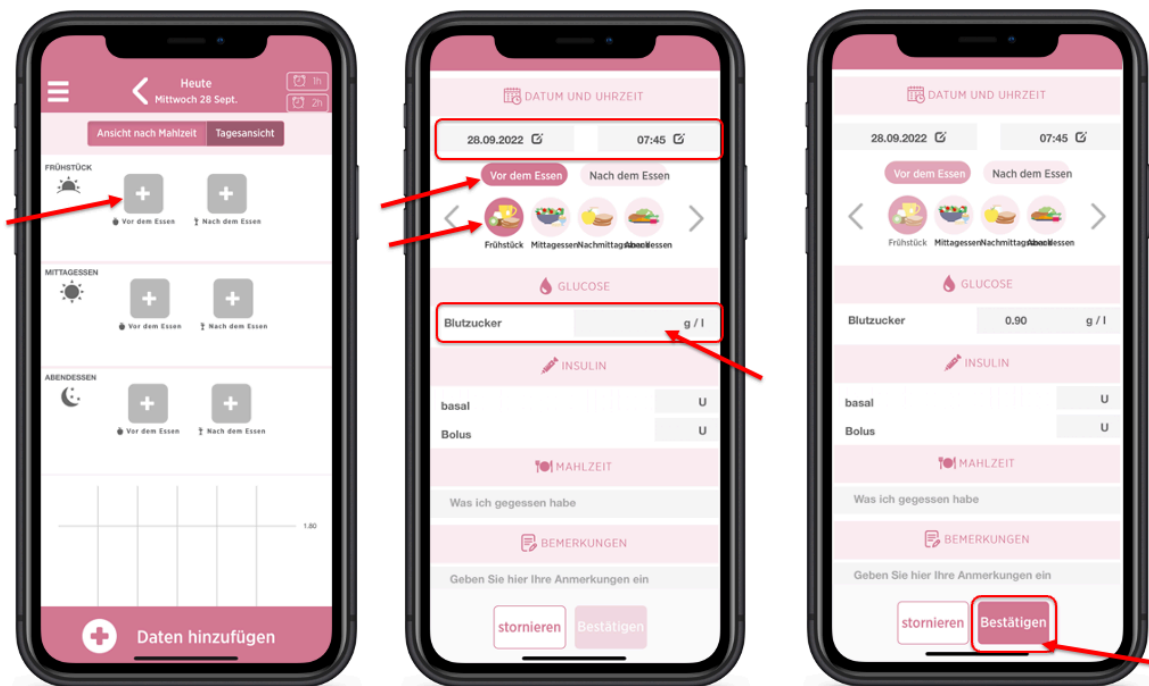 Heute
1h
Mittwoch 28 Sept.
2h
Ansicht nach Mahlzeit Tagesansicht
FRÜHSTÜCK
Vor dem Essen Nach dem Essen
MITTAGESSEN
Vor dem Essen Nach dem Essen
ABENDESSEN
Vor dem Essen Nach dem Essen
1.80
Daten hinzufügen
DATUM UND UHRZEIT
28.09.2022 07:45
Vor dem Essen Nach dem Essen
Frühstück Mittagessen Nachmittagssnack Abendessen
GLUCOSE
Blutzucker g / l
INSULIN
basal U
Bolus U
MAHLZEIT
Was ich gegessen habe
BEMERKUNGEN
Geben Sie hier Ihre Anmerkungen ein
stornieren Bestätigen
DATUM UND UHRZEIT
28.09.2022 07:45
Vor dem Essen Nach dem Essen
Frühstück Mittagessen Nachmittagssnack Abendessen
GLUCOSE
Blutzucker 0.90 g / l
INSULIN
basal U
Bolus U
MAHLZEIT
Was ich gegessen habe
BEMERKUNGEN
Geben Sie hier Ihre Anmerkungen ein
stornieren Bestätigen